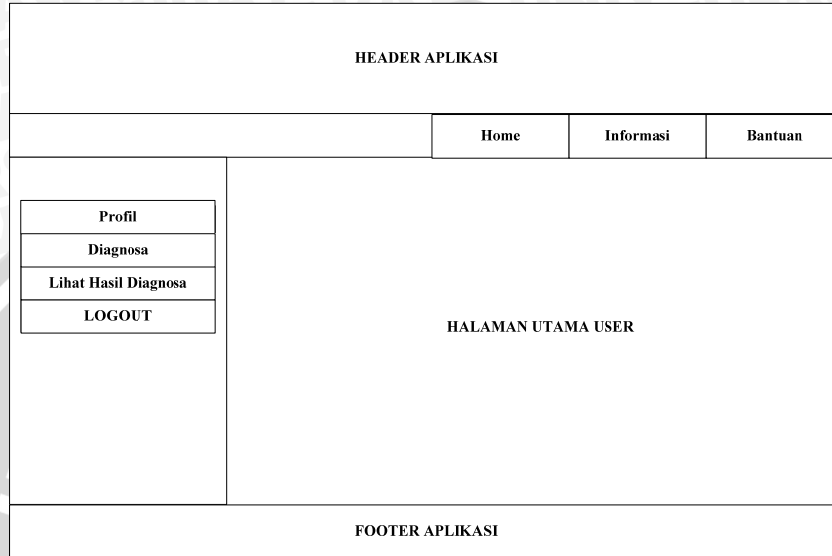 HEADER APLIKASI
Home
Informasi
Bantuan
Profil
Diagnosa
Lihat Hasil Diagnosa
LOGOUT
HALAMAN UTAMA USER
FOOTER APLIKASI